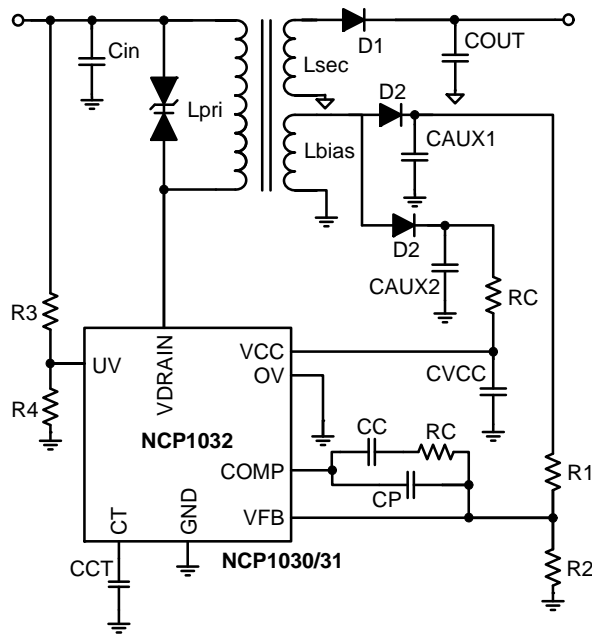 Cin
D1
COUT
Lsec
Lpri
D2
Lbias
CAUX1
D2
CAUX2
RC
R3
UV
VDRAIN
VCC
CVCC
OV
R4
NCP1032
CC
RC
COMP
CP
R1
CT
GND
VFB
NCP1030/31
CCT
R2